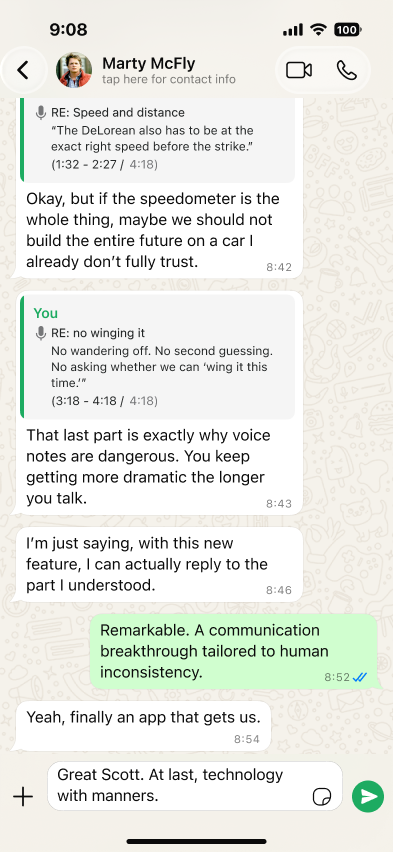 9:08
100
Marty McFly
tap here for contact info
RE: Speed and distance
“The DeLorean also has to be at the
exact right speed before the strike.”
(1:32 - 2:27 / 4:18)
Okay, but if the speedometer is the
whole thing, maybe we should not
build the entire future on a car I
already don’t fully trust.
8:42
You
RE: no winging it
No wandering off. No second guessing.
No asking whether we can ‘wing it this
time.’”
(3:18 - 4:18 / 4:18)
That last part is exactly why voice
notes are dangerous. You keep
getting more dramatic the longer
you talk.
8:43
I’m just saying, with this new
feature, I can actually reply to the
part I understood.
8:46
Remarkable. A communication
breakthrough tailored to human
inconsistency.
8:52
Yeah, finally an app that gets us.
8:54
Great Scott. At last, technology
with manners.